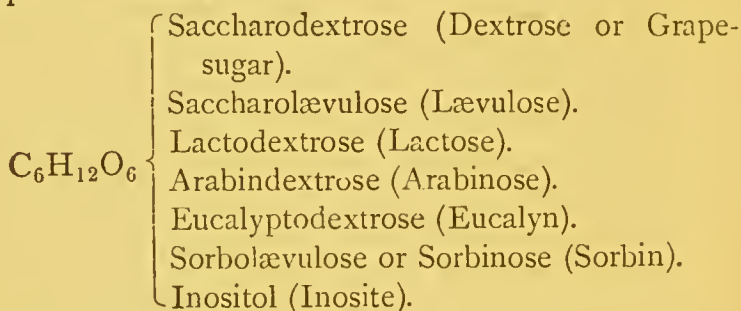 Saccharodextrose (Dextrose or Grape-
sugar).
Saccharolævulose (Lævulose).
Lactodextrose (Lactose).
C₆H₁₂O₆ Arabindextrose (Arabinose).
Eucalyptodextrose (Eucalyn).
Sorbolævulose or Sorbinose (Sorbin).
Inositol (Inosite).